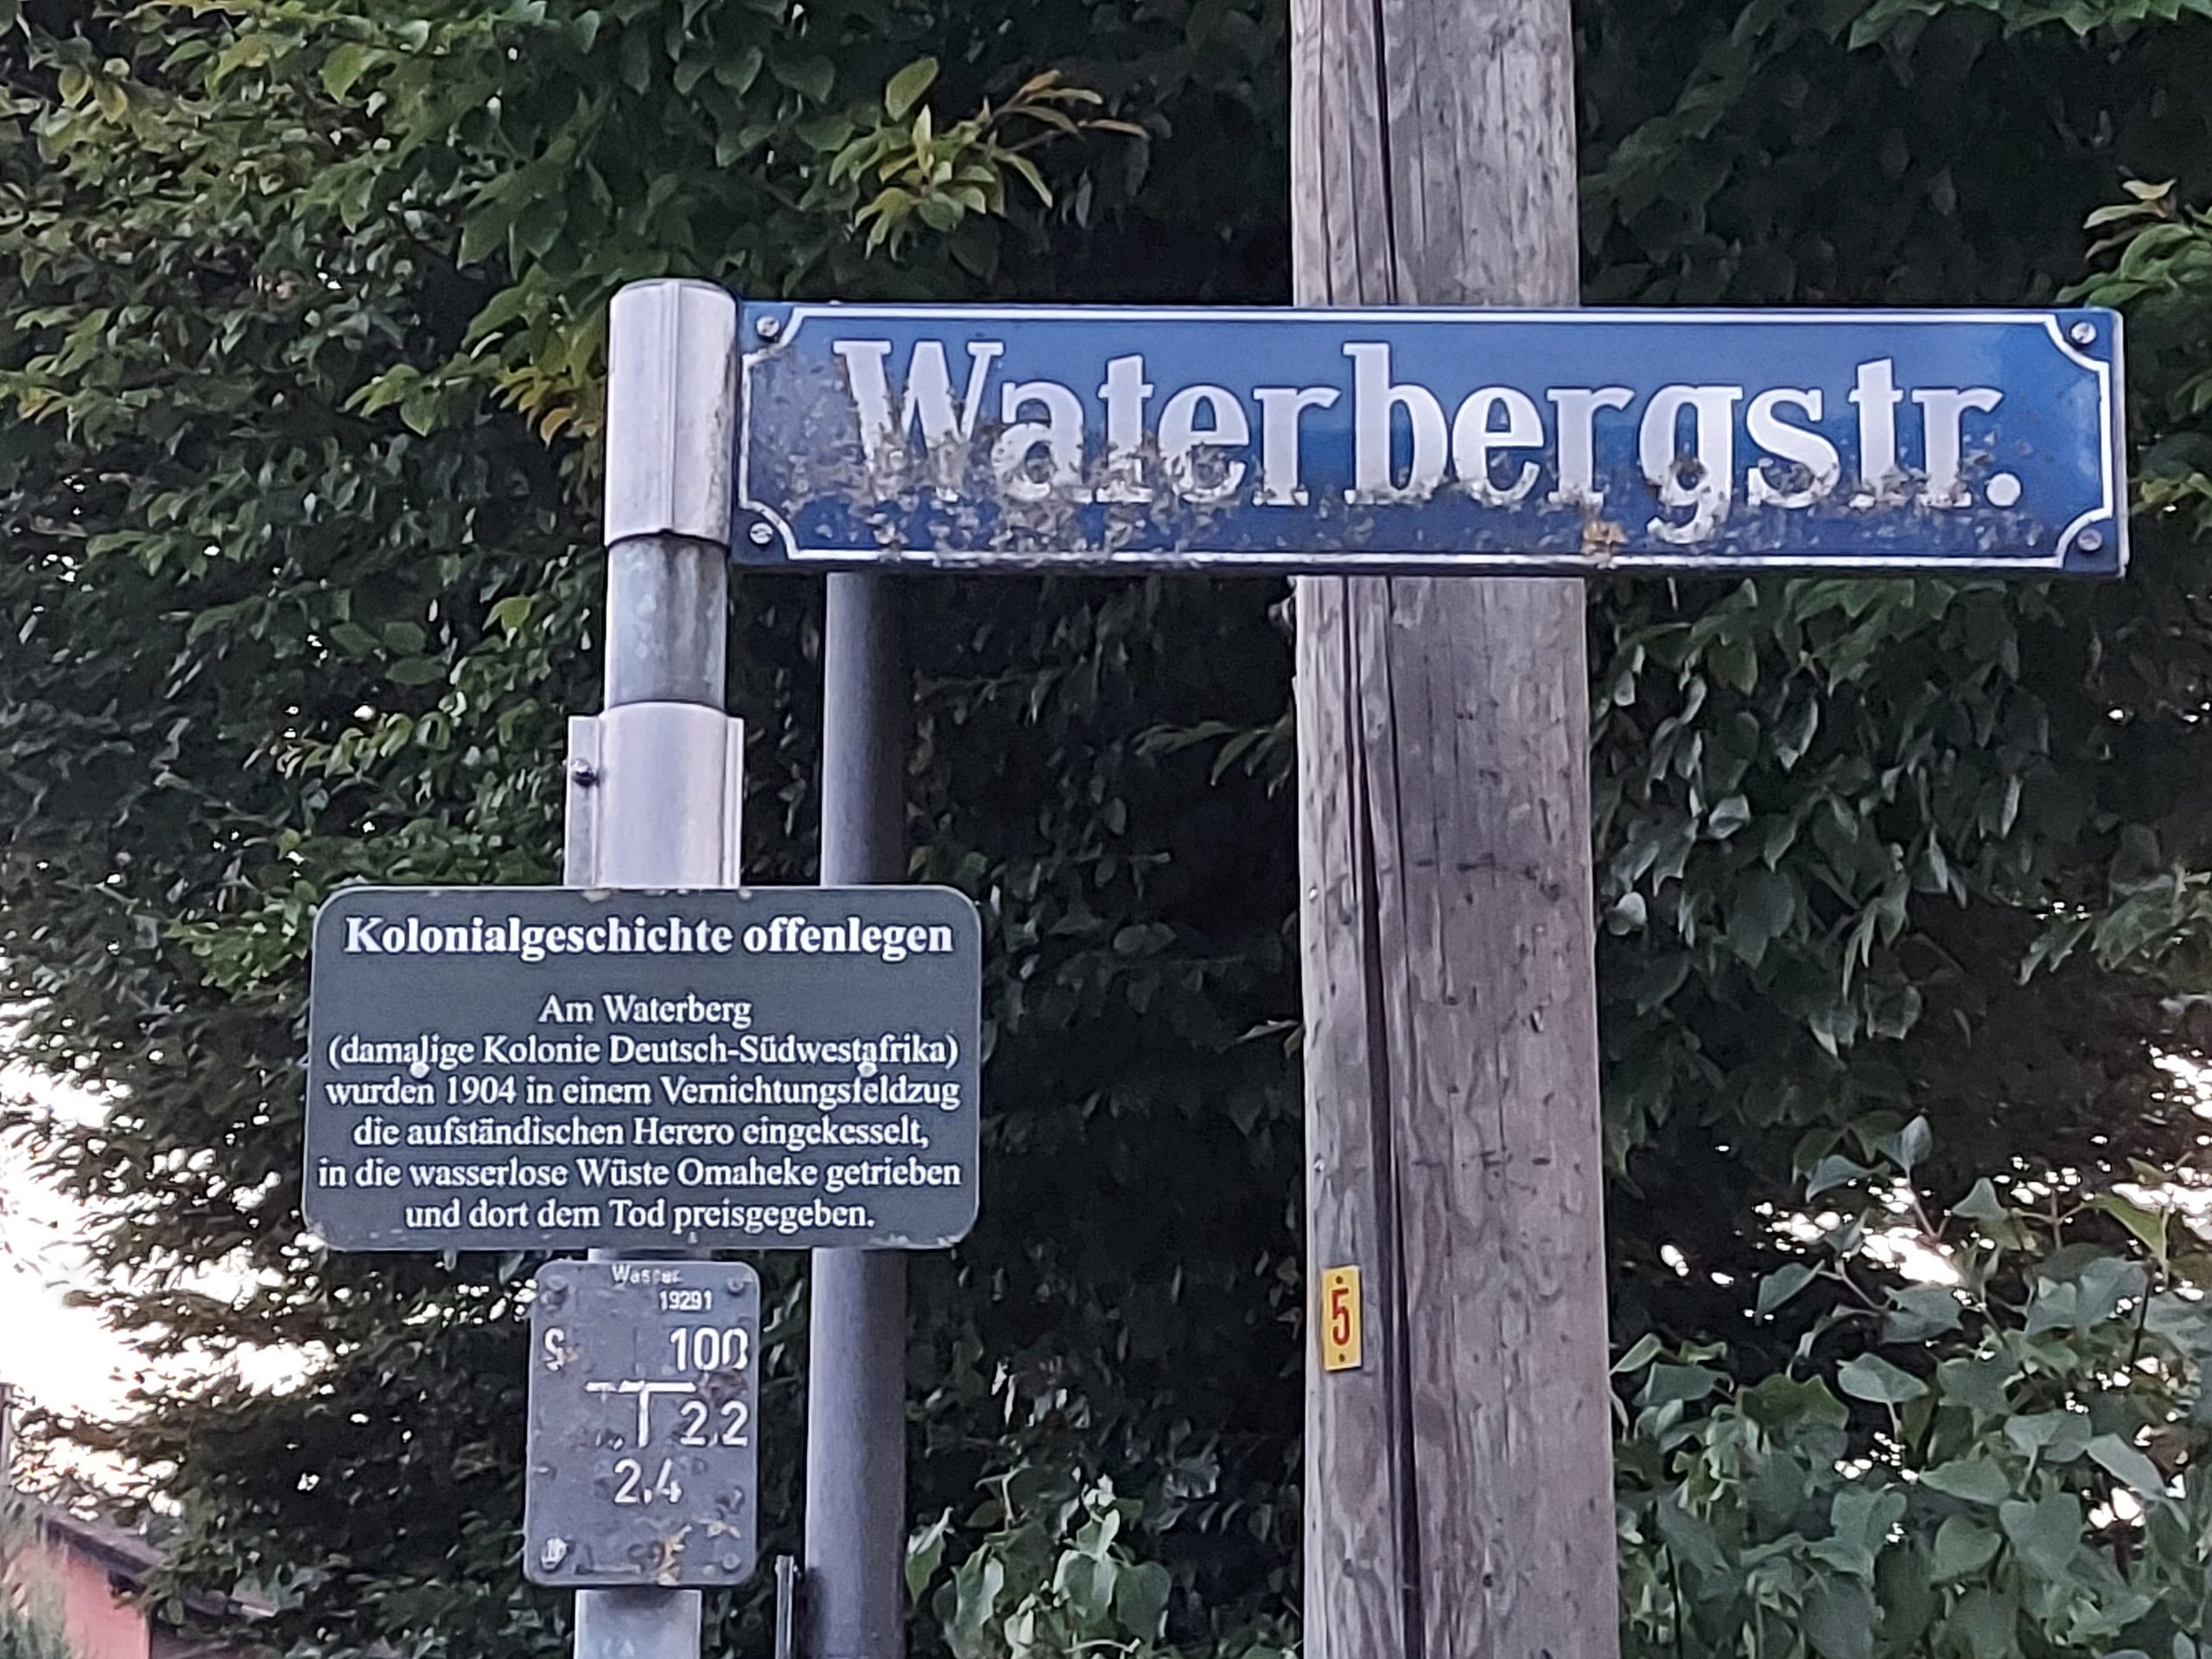 Waterbergstr.
Kolonialgeschichte offenlegen
Am Waterberg
(damalige Kolonie Deutsch-Südwestafrika)
wurden 1904 in einem Vernichtungsfeldzug
die aufständischen Herero eingekesselt,
in die wasserlose Wüste Omaheke getrieben
und dort dem Tod preisgegeben.
Wasser
19291
S 100
2,2
2,4
5